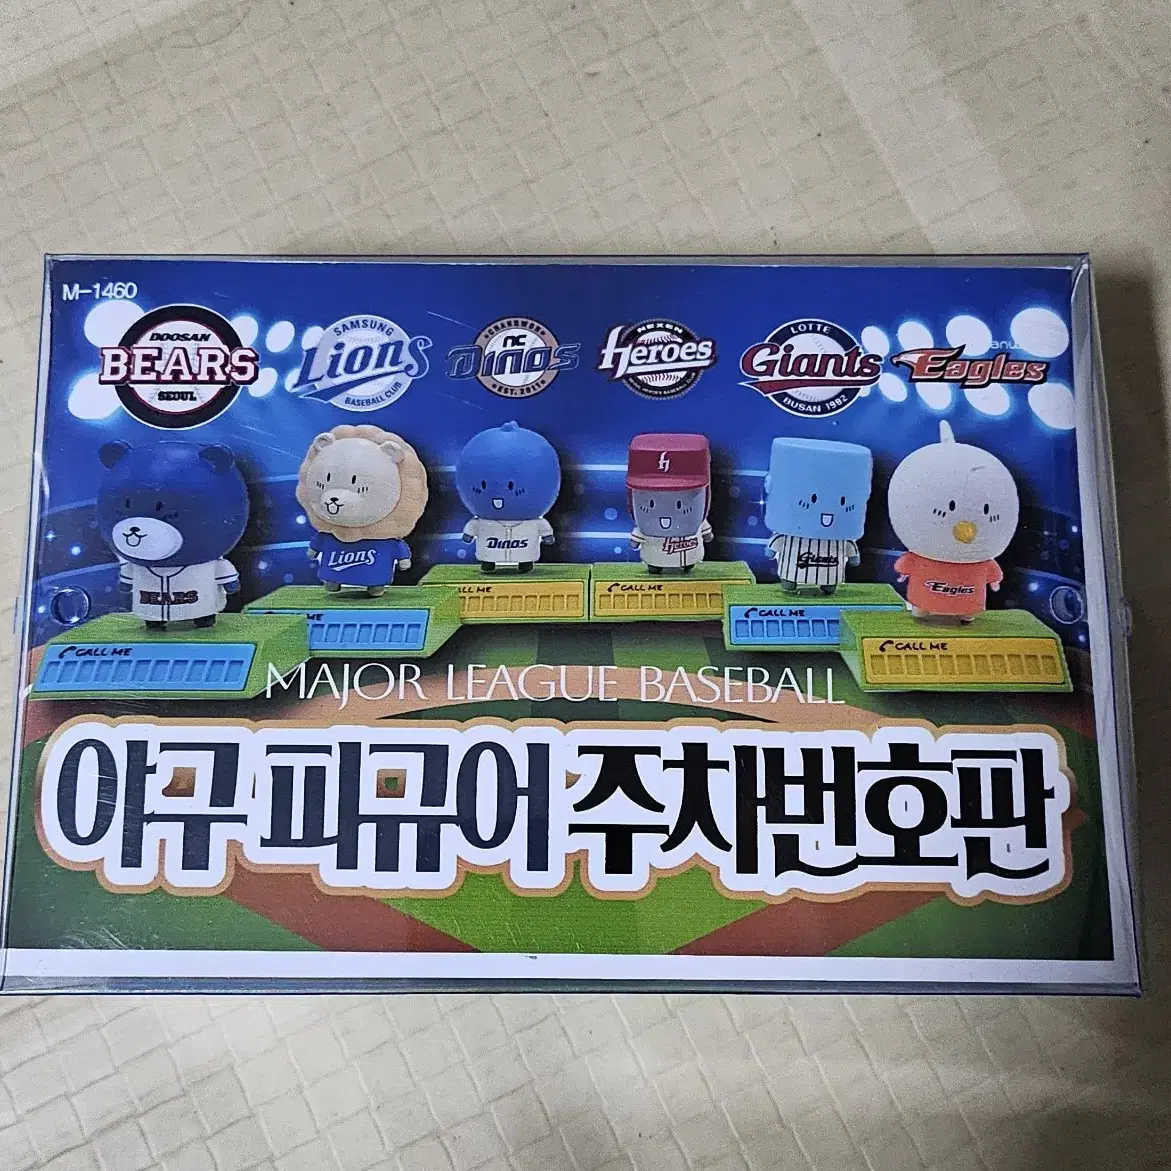 M-1460
DOOSAN
BEARS
SEOUL
SAMSUNG
Lions
BASEBALL CLUB
CHANGWON
NC
DINOS
EST. 2011
NEXEN
Heroes
LOTTE
Giants
BUSAN 1982
Eagles
BEARS
Lions
DINOS
Heroes
Giants
Eagles
CALL ME
ME
CALL ME
CALL ME
CALL ME
CALL ME
MAJOR LEAGUE BASEBALL
야구 피규어 주차번호판